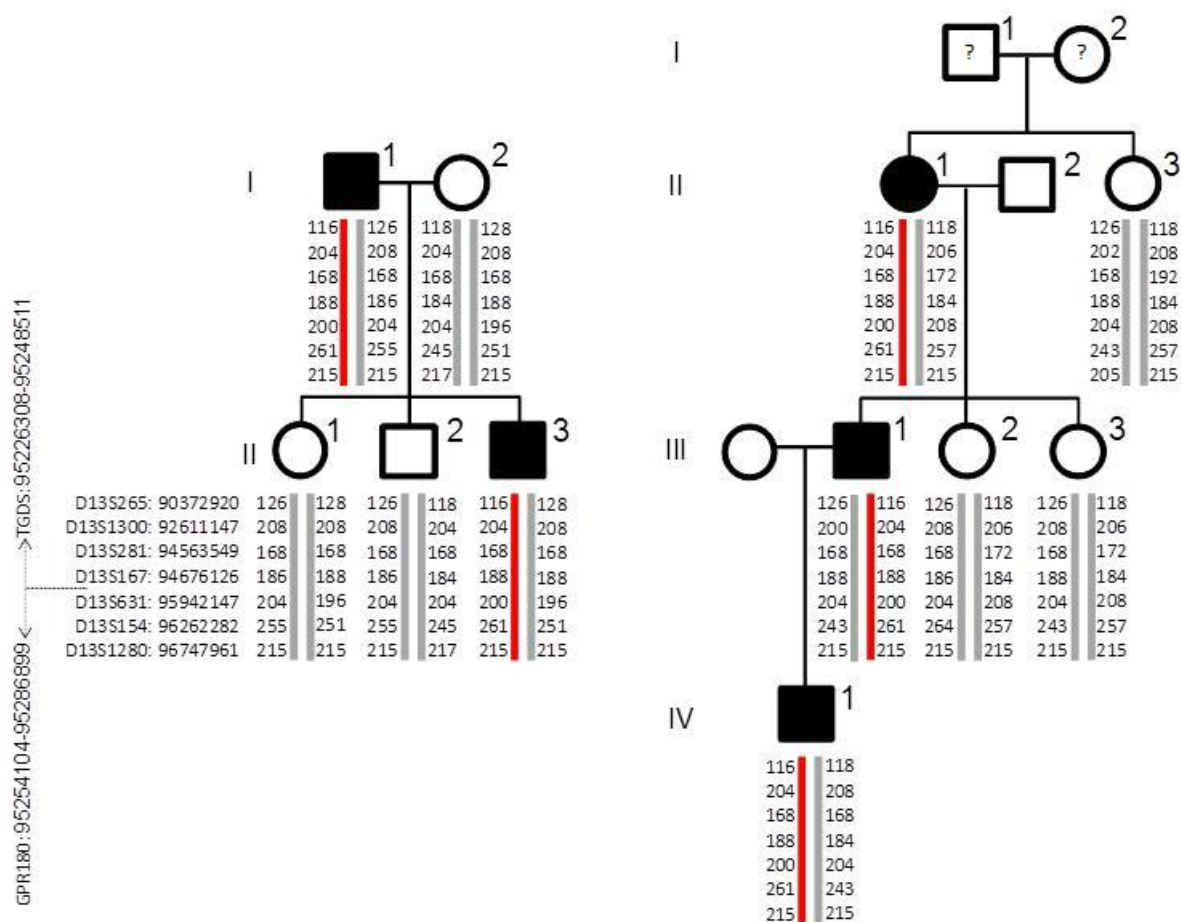 I
1
2
?
?
I
1
2
II
1
2
3
116 126 118 128
204 208 204 208
168 168 168 168
188 186 184 188
200 204 204 196
261 255 245 251
215 215 217 215
116 118 126 118
204 206 202 208
168 172 168 192
188 184 188 184
200 208 204 208
261 257 243 257
215 215 205 215
II
1
2
3
III
1
2
3
D13S265: 90372920 126 128 126 118 116 128
D13S1300: 92611147 208 208 208 204 204 208
D13S281: 94563549 168 168 168 168 168 168
D13S167: 94676126 186 188 186 184 188 188
D13S631: 95942147 204 196 204 204 200 196
D13S154: 96262282 255 251 255 245 261 251
D13S1280: 96747961 215 215 215 217 215 215
126 116 126 118 126 118
200 204 208 206 208 206
168 168 168 172 168 172
188 188 186 184 188 184
204 200 204 208 204 208
243 261 264 257 243 257
215 215 215 215 215 215
GPR180:95254104-95286899 <-----> TGDS:95226308-95248511
IV
1
116 118
204 208
168 168
188 184
200 204
261 243
215 215